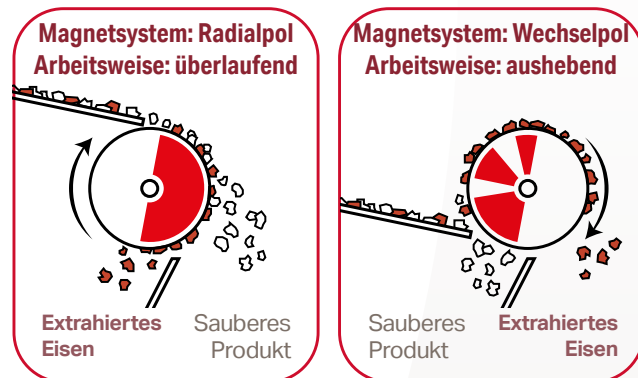 Magnetsystem: Radialpol
Arbeitsweise: überlaufend
Extrahiertes
Eisen
Sauberes
Produkt
Magnetsystem: Wechselpol
Arbeitsweise: aushebend
Sauberes
Produkt
Extrahiertes
Eisen